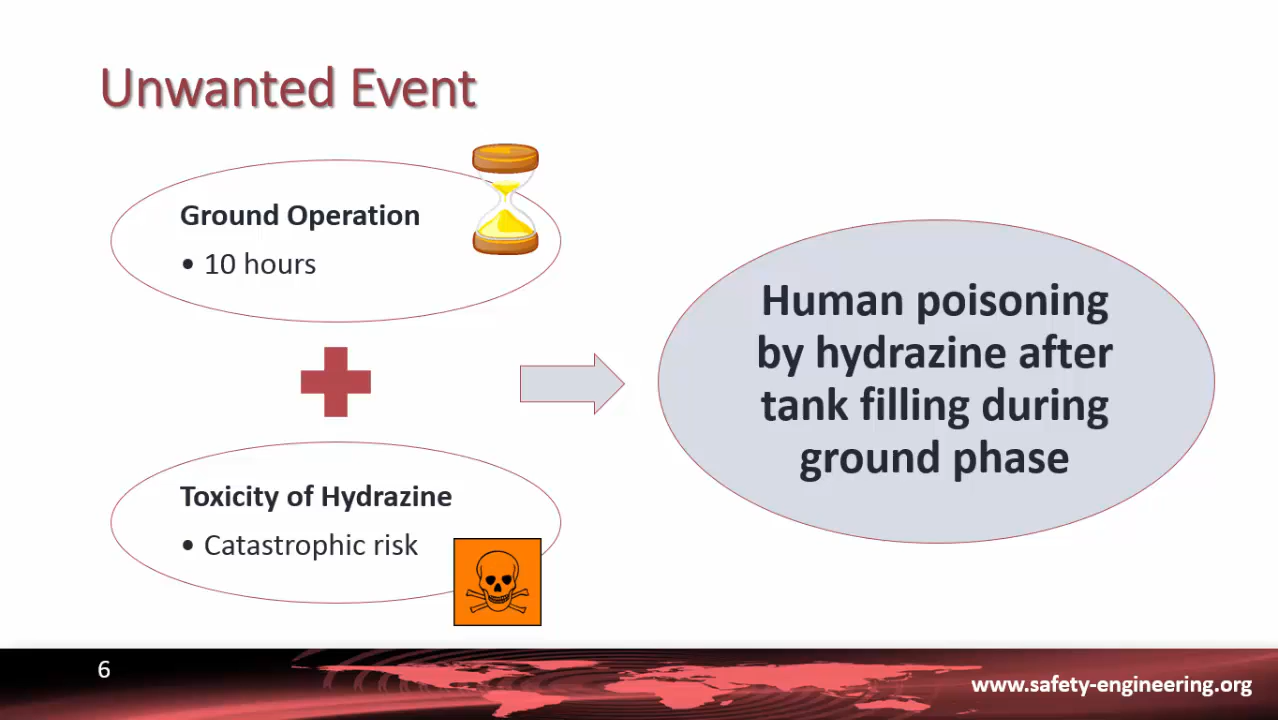 Unwanted Event
Ground Operation
• 10 hours
Toxicity of Hydrazine
• Catastrophic risk
Human poisoning
by hydrazine after
tank filling during
ground phase
6
www.safety-engineering.org